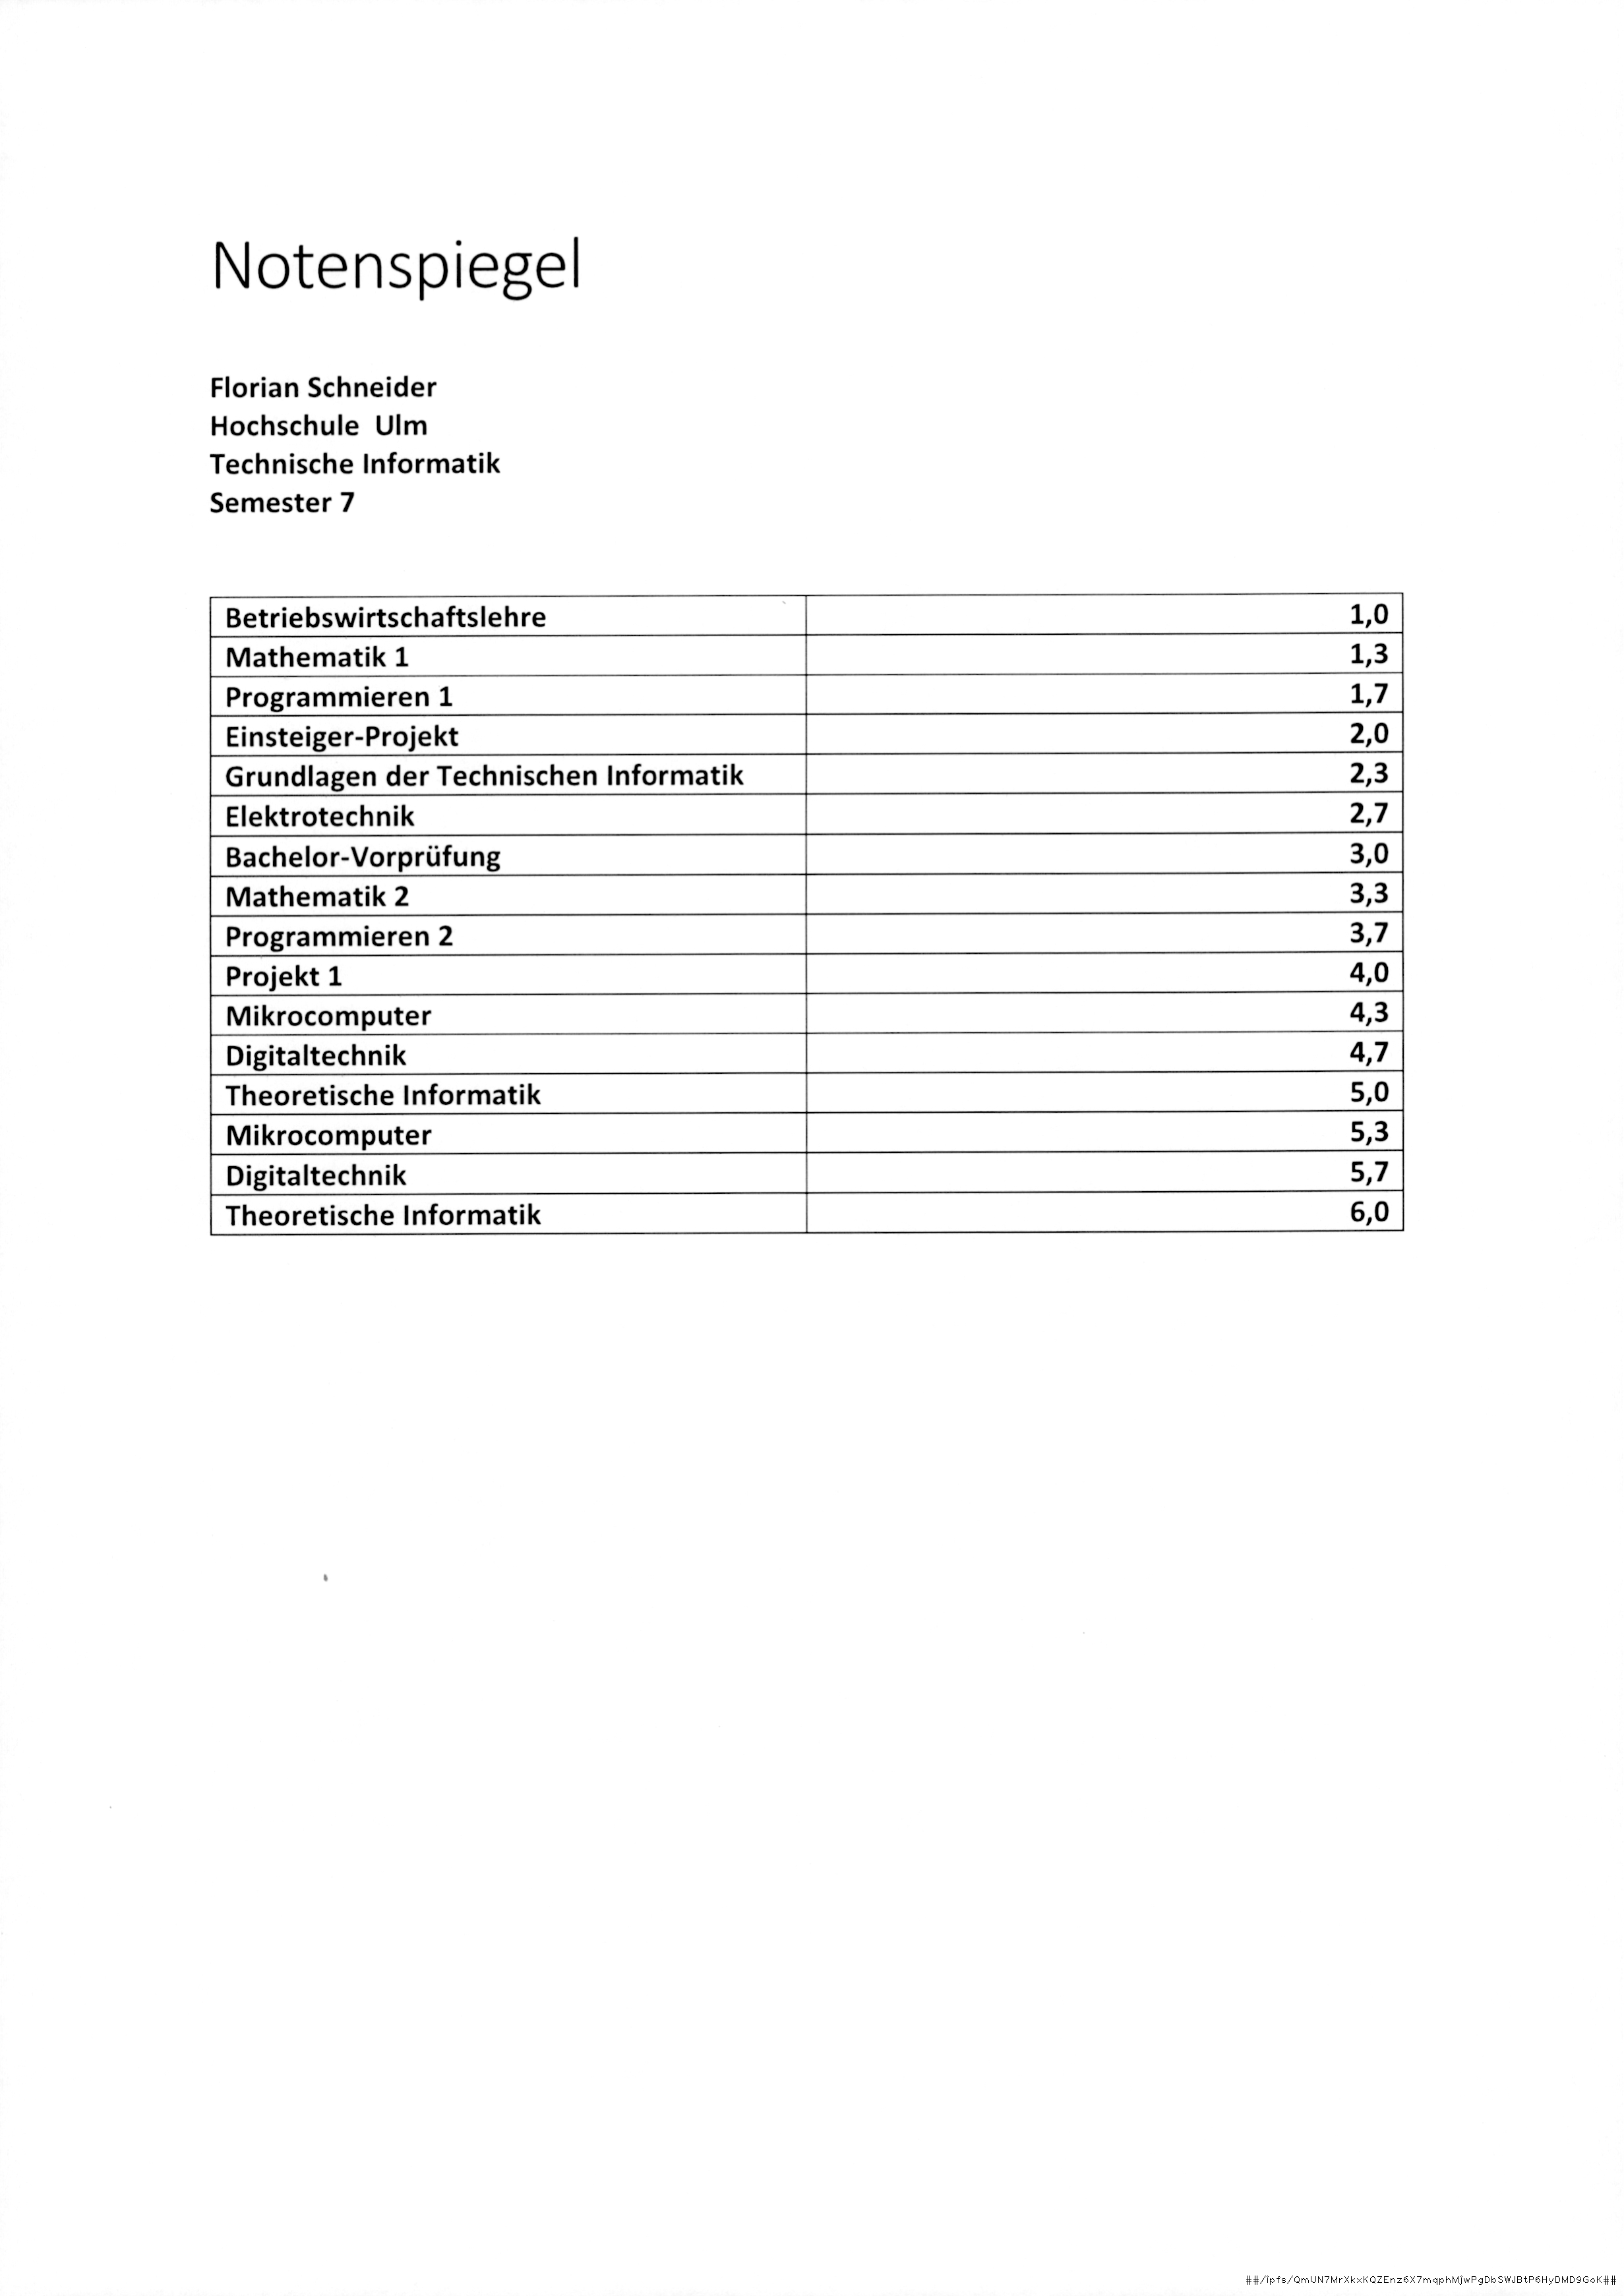 Notenspiegel
Florian Schneider
Hochschule Ulm
Technische Informatik
Semester 7
Betriebswirtschaftslehre 1,0
Mathematik 1 1,3
Programmieren 1 1,7
Einsteiger-Projekt 2,0
Grundlagen der Technischen Informatik 2,3
Elektrotechnik 2,7
Bachelor-Vorprüfung 3,0
Mathematik 2 3,3
Programmieren 2 3,7
Projekt 1 4,0
Mikrocomputer 4,3
Digitaltechnik 4,7
Theoretische Informatik 5,0
Mikrocomputer 5,3
Digitaltechnik 5,7
Theoretische Informatik 6,0
##/ipfs/QmUN7MrXkxKQZEnz6X7mqphMjwPgDbSWJBtP6HyDMD9GoK##